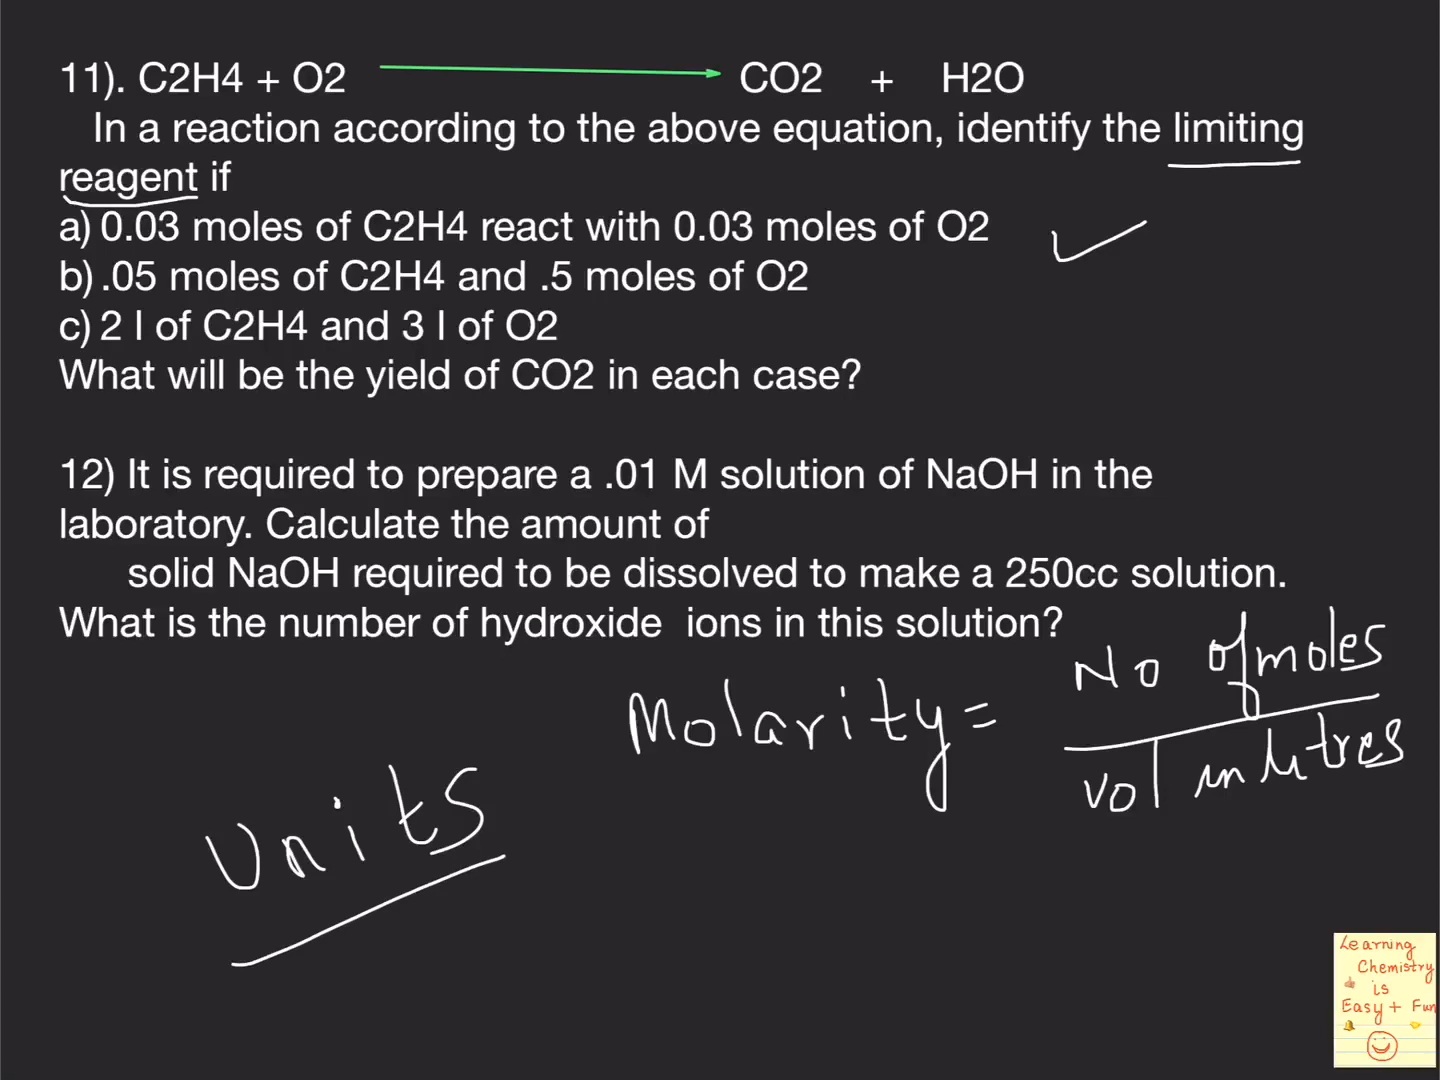 11). C2H4 + O2 CO2 + H2O
In a reaction according to the above equation, identify the limiting
reagent if
a) 0.03 moles of C2H4 react with 0.03 moles of O2
b) .05 moles of C2H4 and .5 moles of O2
c) 2 l of C2H4 and 3 l of O2
What will be the yield of CO2 in each case?
12) It is required to prepare a .01 M solution of NaOH in the
laboratory. Calculate the amount of
solid NaOH required to be dissolved to make a 250cc solution.
What is the number of hydroxide ions in this solution?
No of moles
Molarity =
vol in litres
Units
Learning
Chemistry
is
Easy + Fun